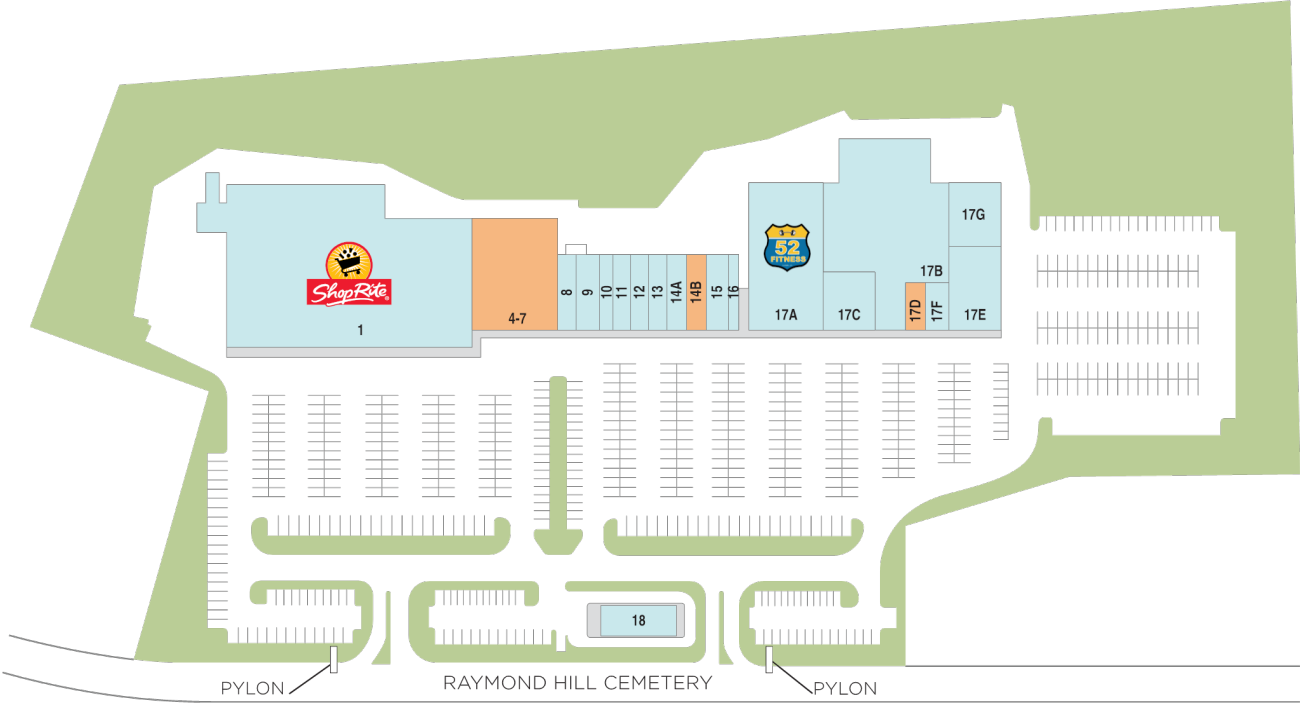 ShopRite®
1
4-7
8
9
10
11
12
13
14A
14B
15
16
52
FITNESS
17A
17C
17B
17D
17F
17G
17E
18
PYLON
RAYMOND HILL CEMETERY
PYLON